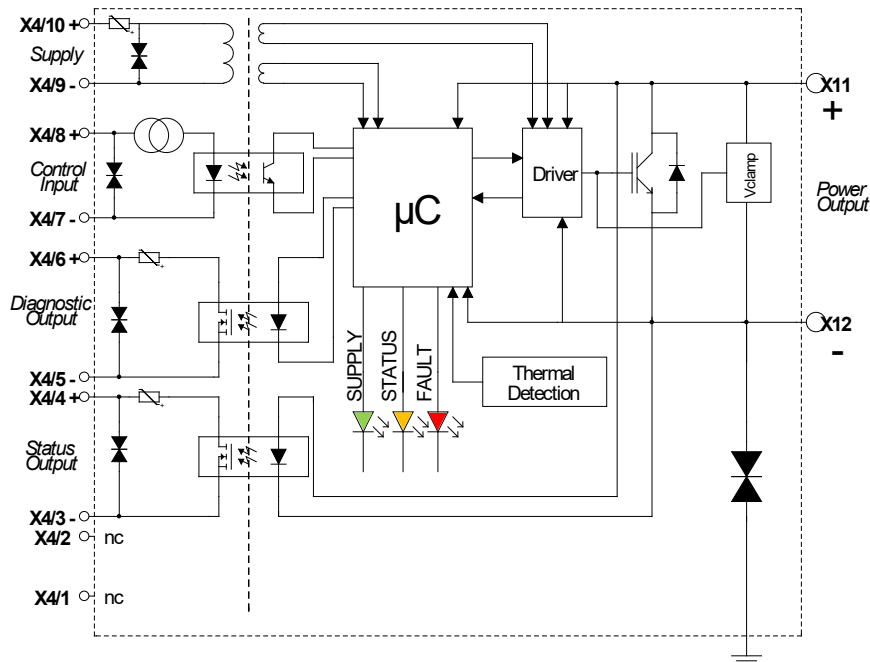 X4/10 +
Supply
X4/9 -
X4/8 +
Control
Input
X4/7 -
X4/6 +
Diagnostic
Output
X4/5 -
X4/4 +
Status
Output
X4/3 -
X4/2 nc
X4/1 nc
µC
Driver
Vclamp
X11
+
Power
Output
X12
-
SUPPLY
STATUS
FAULT
Thermal
Detection